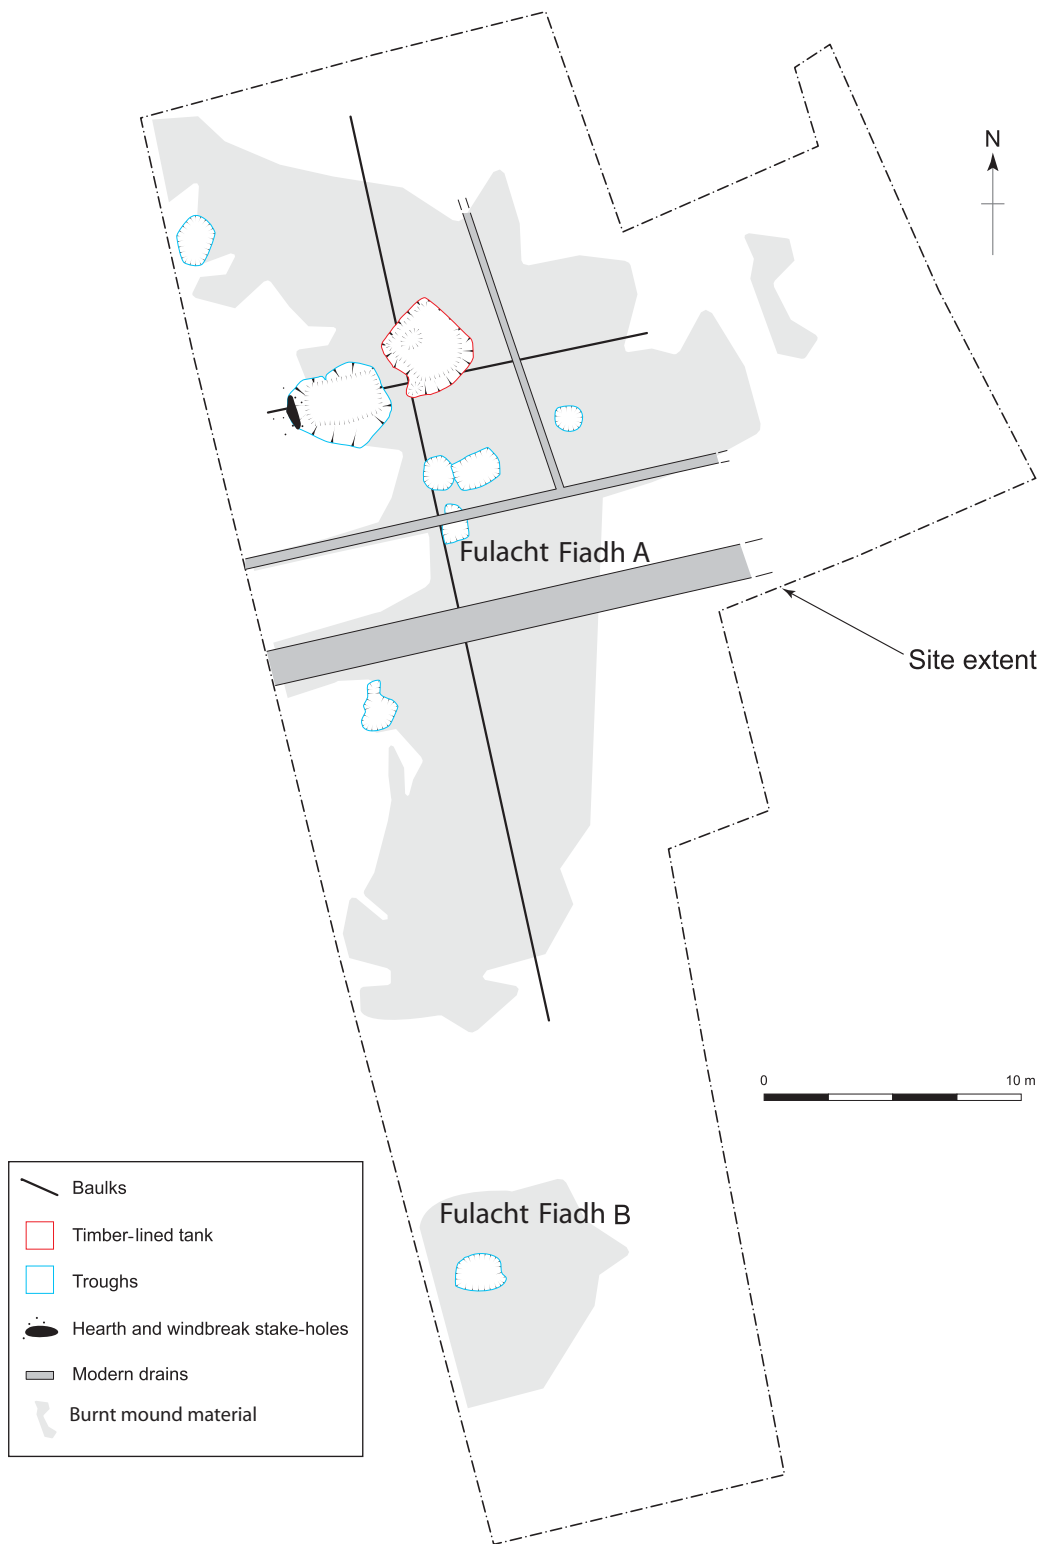 N
Fulacht Fiadh A
Site extent
0 10 m
Fulacht Fiadh B
Baulks
Timber-lined tank
Troughs
Hearth and windbreak stake-holes
Modern drains
Burnt mound material